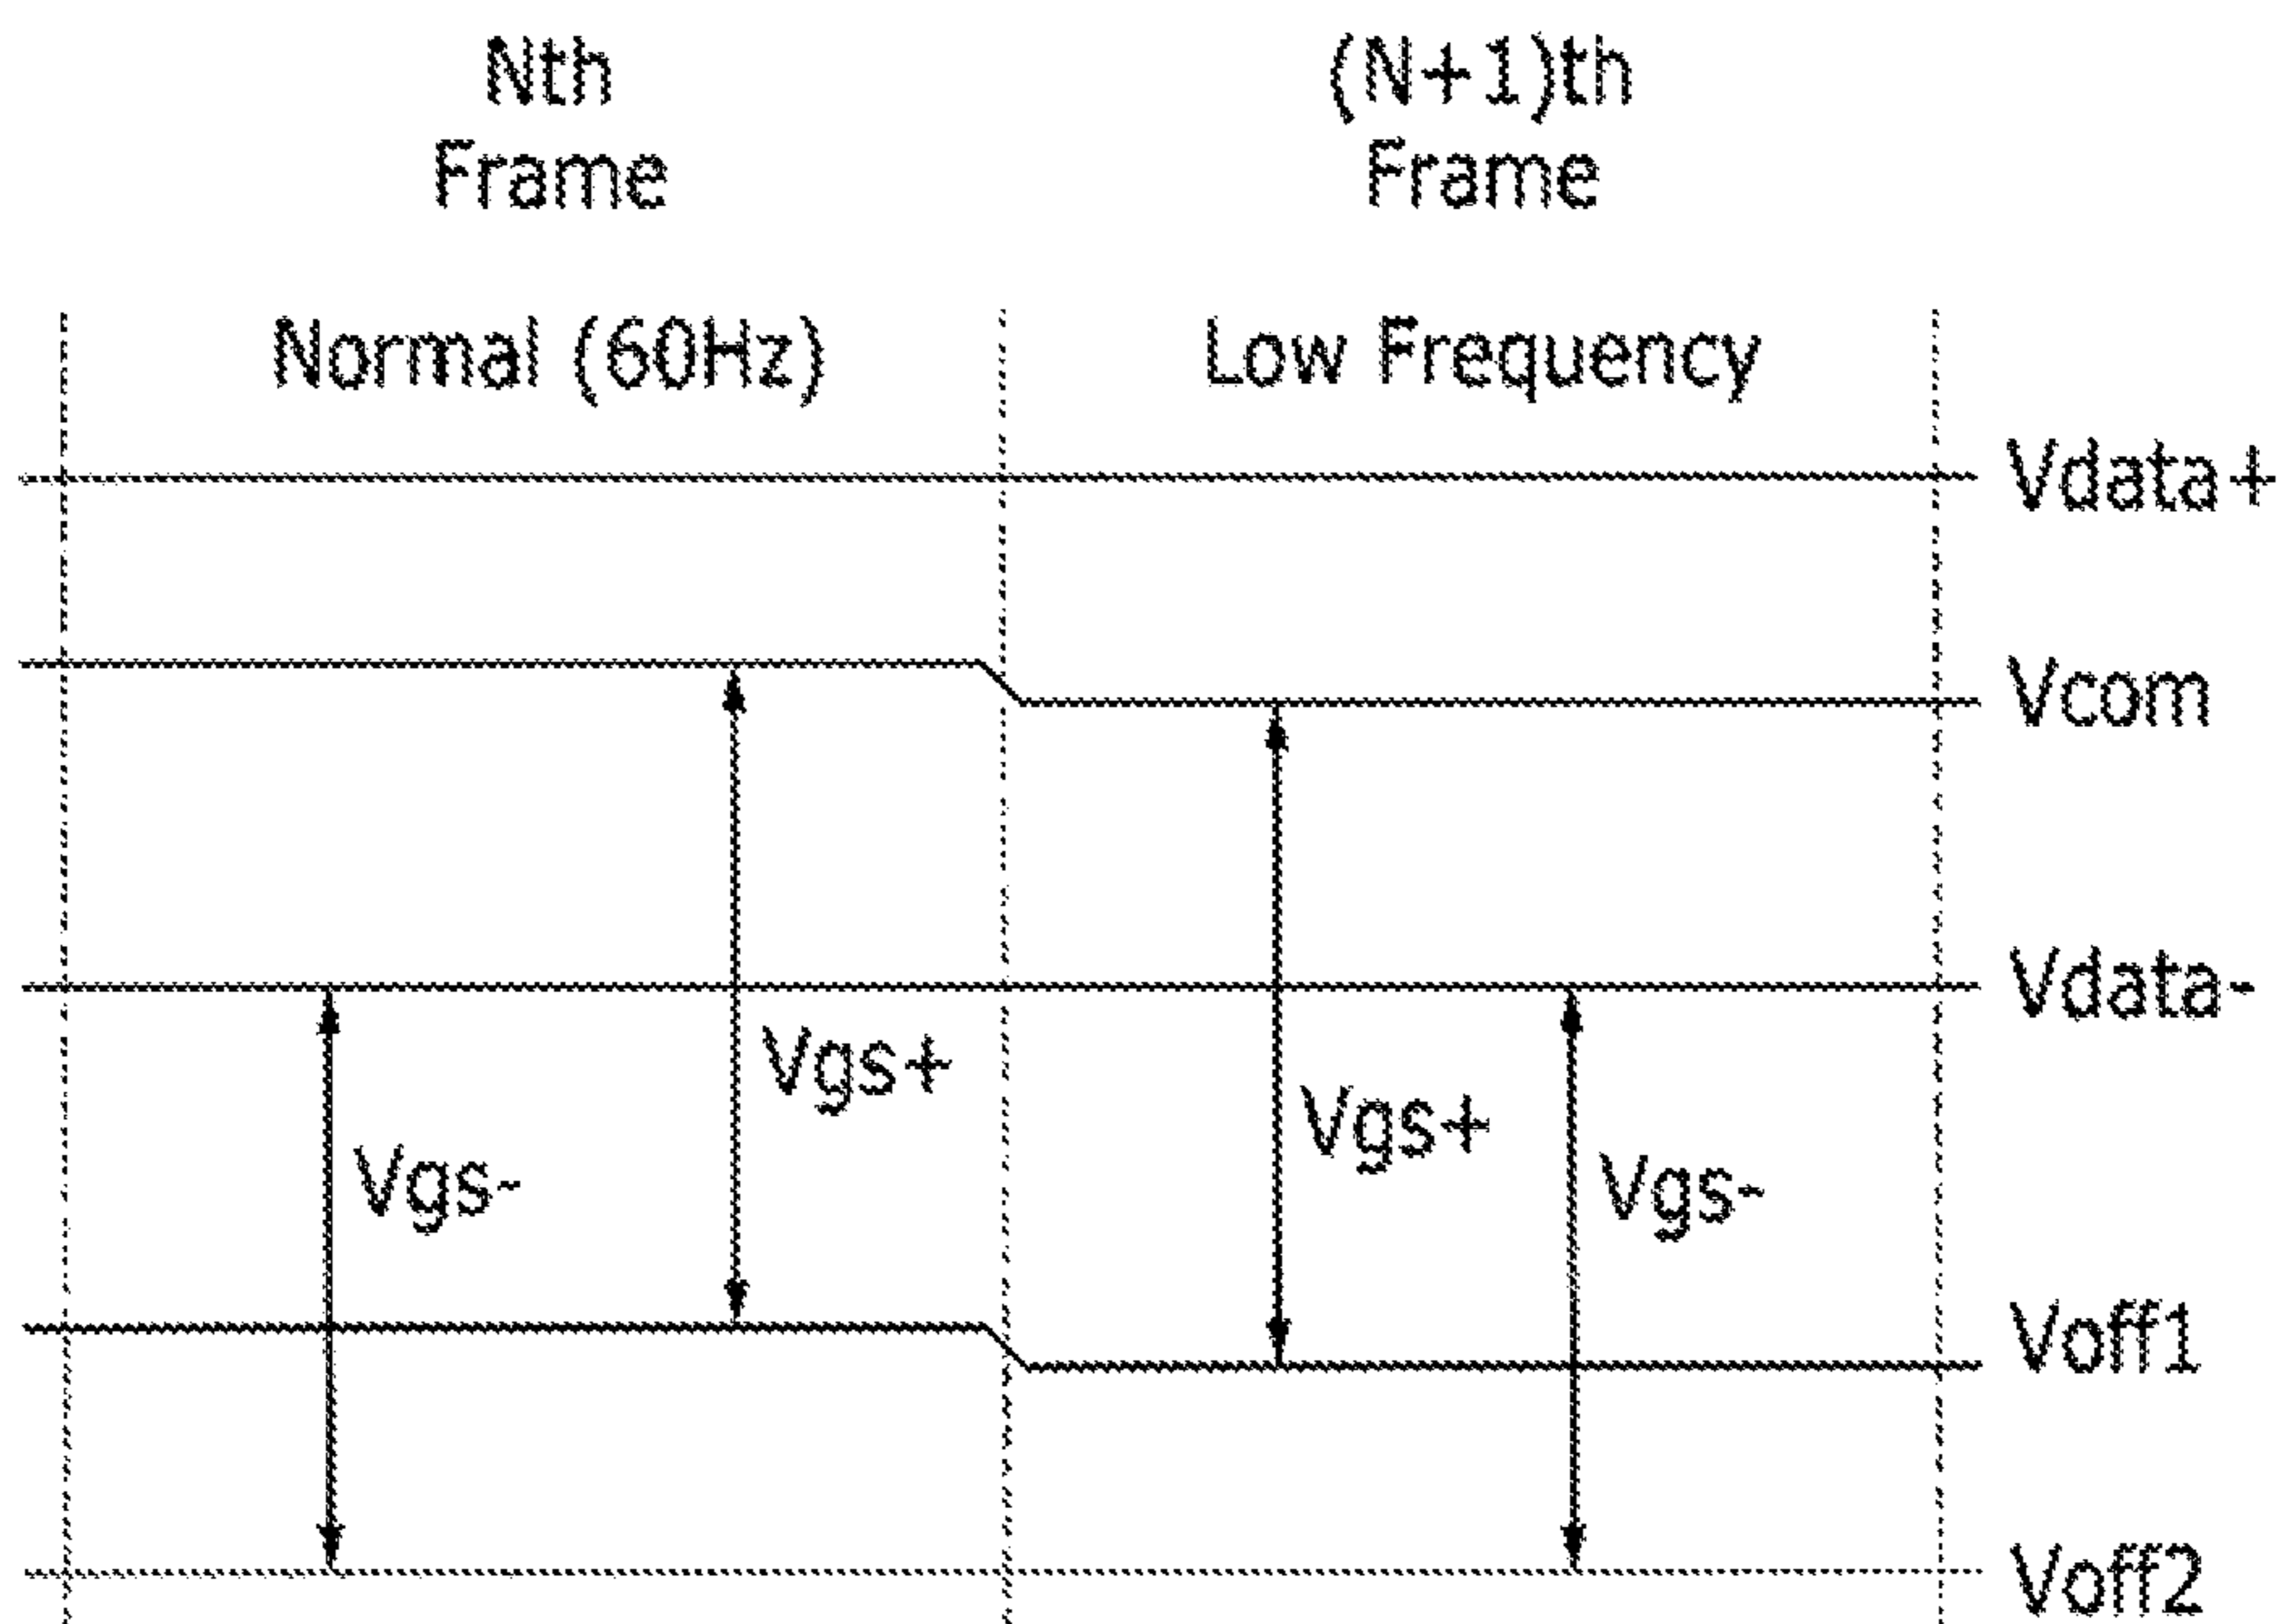 Nth
Frame
(N+1)th
Frame
Normal (60Hz)
Low Frequency
Vdata+
Vcom
Vdata-
Vgs+
Vgs+
Vgs-
Vgs-
Voff1
Voff2